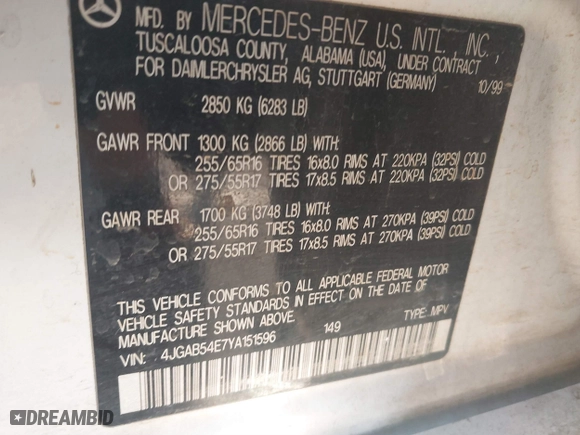 MFD. BY MERCEDES-BENZ U.S. INTL., INC.,
TUSCALOOSA COUNTY, ALABAMA (USA), UNDER CONTRACT
FOR DAIMLERCHRYSLER AG, STUTTGART (GERMANY)
10/99
GVWR 2850 KG (6283 LB)
GAWR FRONT 1300 KG (2866 LB) WITH:
255/65R16 TIRES 16x8.0 RIMS AT 220KPA (32PSI) COLD
OR 275/55R17 TIRES 17x8.5 RIMS AT 220KPA (32PSI) COLD
GAWR REAR 1700 KG (3748 LB) WITH:
255/65R16 TIRES 16x8.0 RIMS AT 270KPA (39PSI) COLD
OR 275/55R17 TIRES 17x8.5 RIMS AT 270KPA (39PSI) COLD
THIS VEHICLE CONFORMS TO ALL APPLICABLE FEDERAL MOTOR
VEHICLE SAFETY STANDARDS IN EFFECT ON THE DATE OF
MANUFACTURE SHOWN ABOVE.
149 TYPE: MPV
VIN: 4JGAB54E7YA151596
DREAMBID